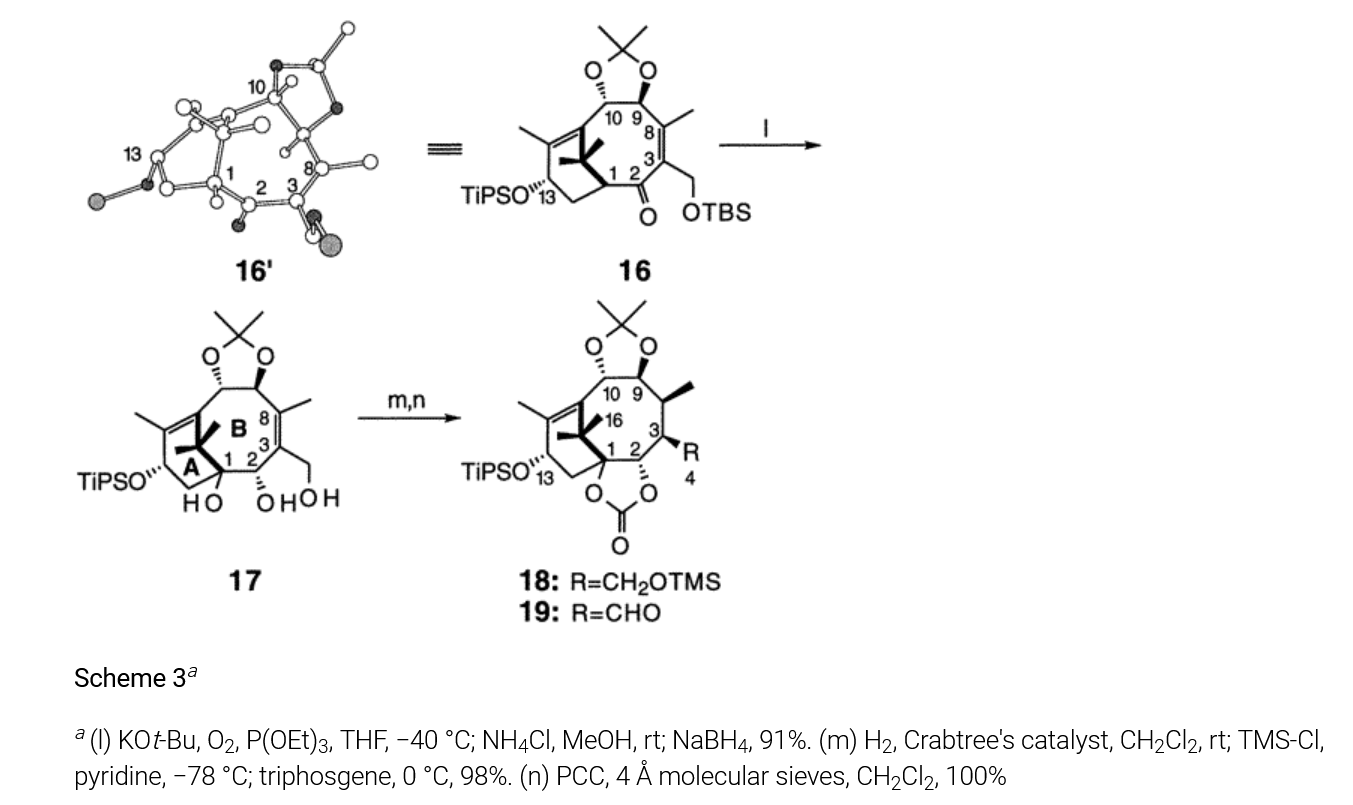 O O
10
10 9
8
8
3
13
1
2
3
1 2
TiPSO
13
O
OTBS
l
16'
16
O O
O O
m,n
10 9
8
B
16
3
3
1 2
R
A
1 2
4
TiPSO
TiPSO
13
HO
OH
OH
O O
O
17
18: R=CH₂OTMS
19: R=CHO
Scheme 3ᵃ
ᵃ (l) KOt-Bu, O₂, P(OEt)₃, THF, −40 °C; NH₄Cl, MeOH, rt; NaBH₄, 91%. (m) H₂, Crabtree's catalyst, CH₂Cl₂, rt; TMS-Cl,
pyridine, −78 °C; triphosgene, 0 °C, 98%. (n) PCC, 4 Å molecular sieves, CH₂Cl₂, 100%